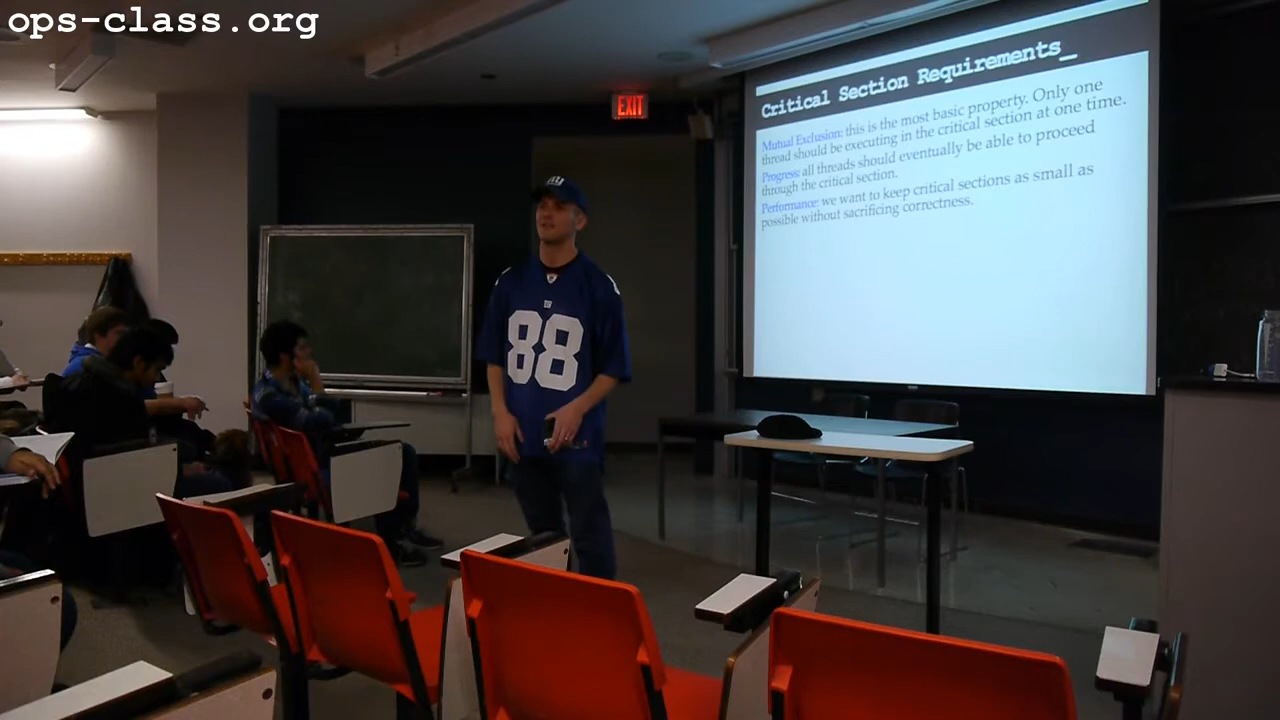 ops-class.org
EXIT
Critical Section Requirements_
Mutual Exclusion: this is the most basic property. Only one
thread should be executing in the critical section at one time.
Progress: all threads should eventually be able to proceed
through the critical section.
Performance: we want to keep critical sections as small as
possible without sacrificing correctness.
88